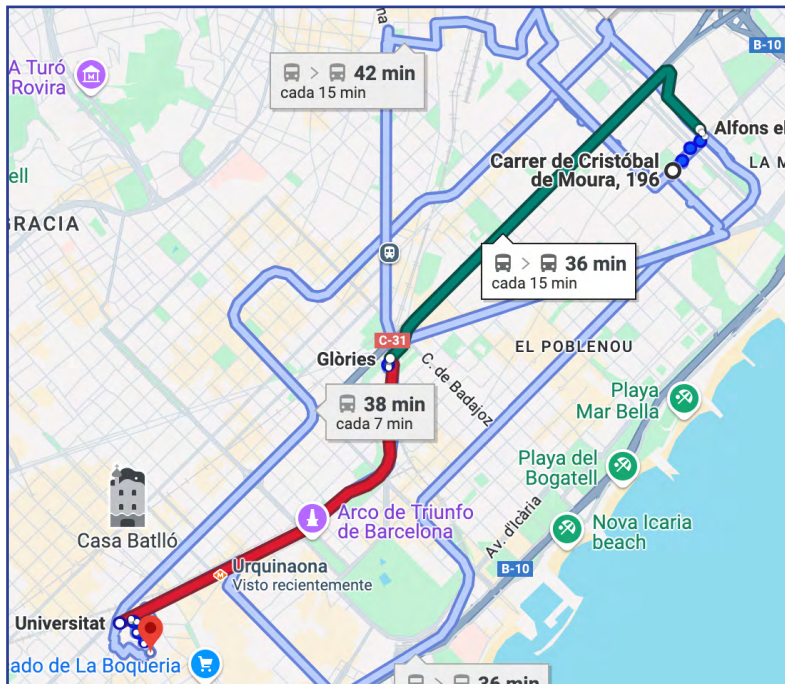 na
B-10
A Turó
Rovira
42 min
cada 15 min
Alfons el
Carrer de Cristóbal
de Moura, 196
LA M
ell
GRACIA
36 min
cada 15 min
C-31
Glòries
EL POBLENOU
C. de Badajoz
Playa
Mar Bella
38 min
cada 7 min
Playa del
Bogatell
Arco de Triunfo
de Barcelona
Av. d'Icària
Nova Icaria
beach
Casa Batlló
B-10
Urquinaona
Visto recientemente
Universitat
ado de La Boqueria
36 min